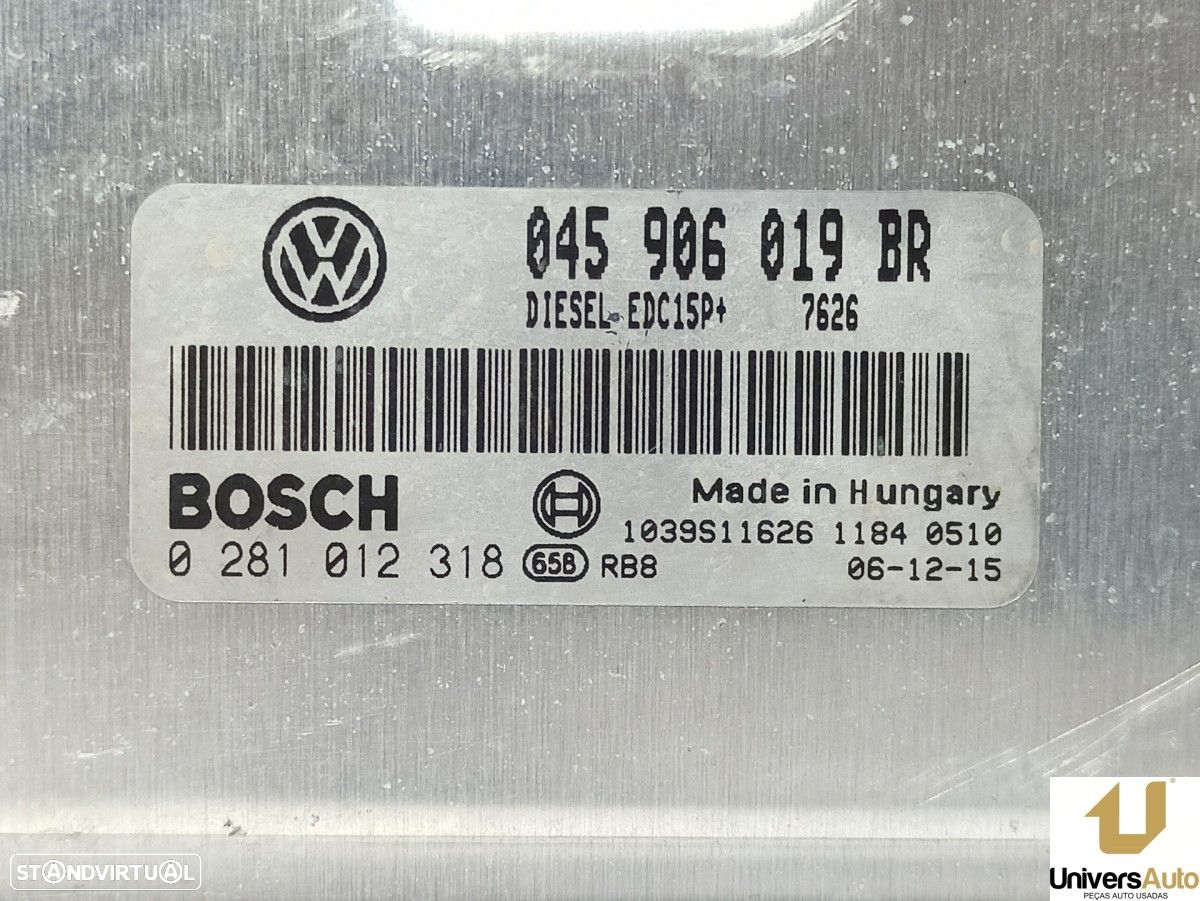 045 906 019 BR
DIESEL EDC15P+ 7626
BOSCH
Made in Hungary
1039S11626 1184 0510
0 281 012 318 65B RB8 06-12-15
STANDVIRTUAL
UniversAuto
PEÇAS AUTO USADAS